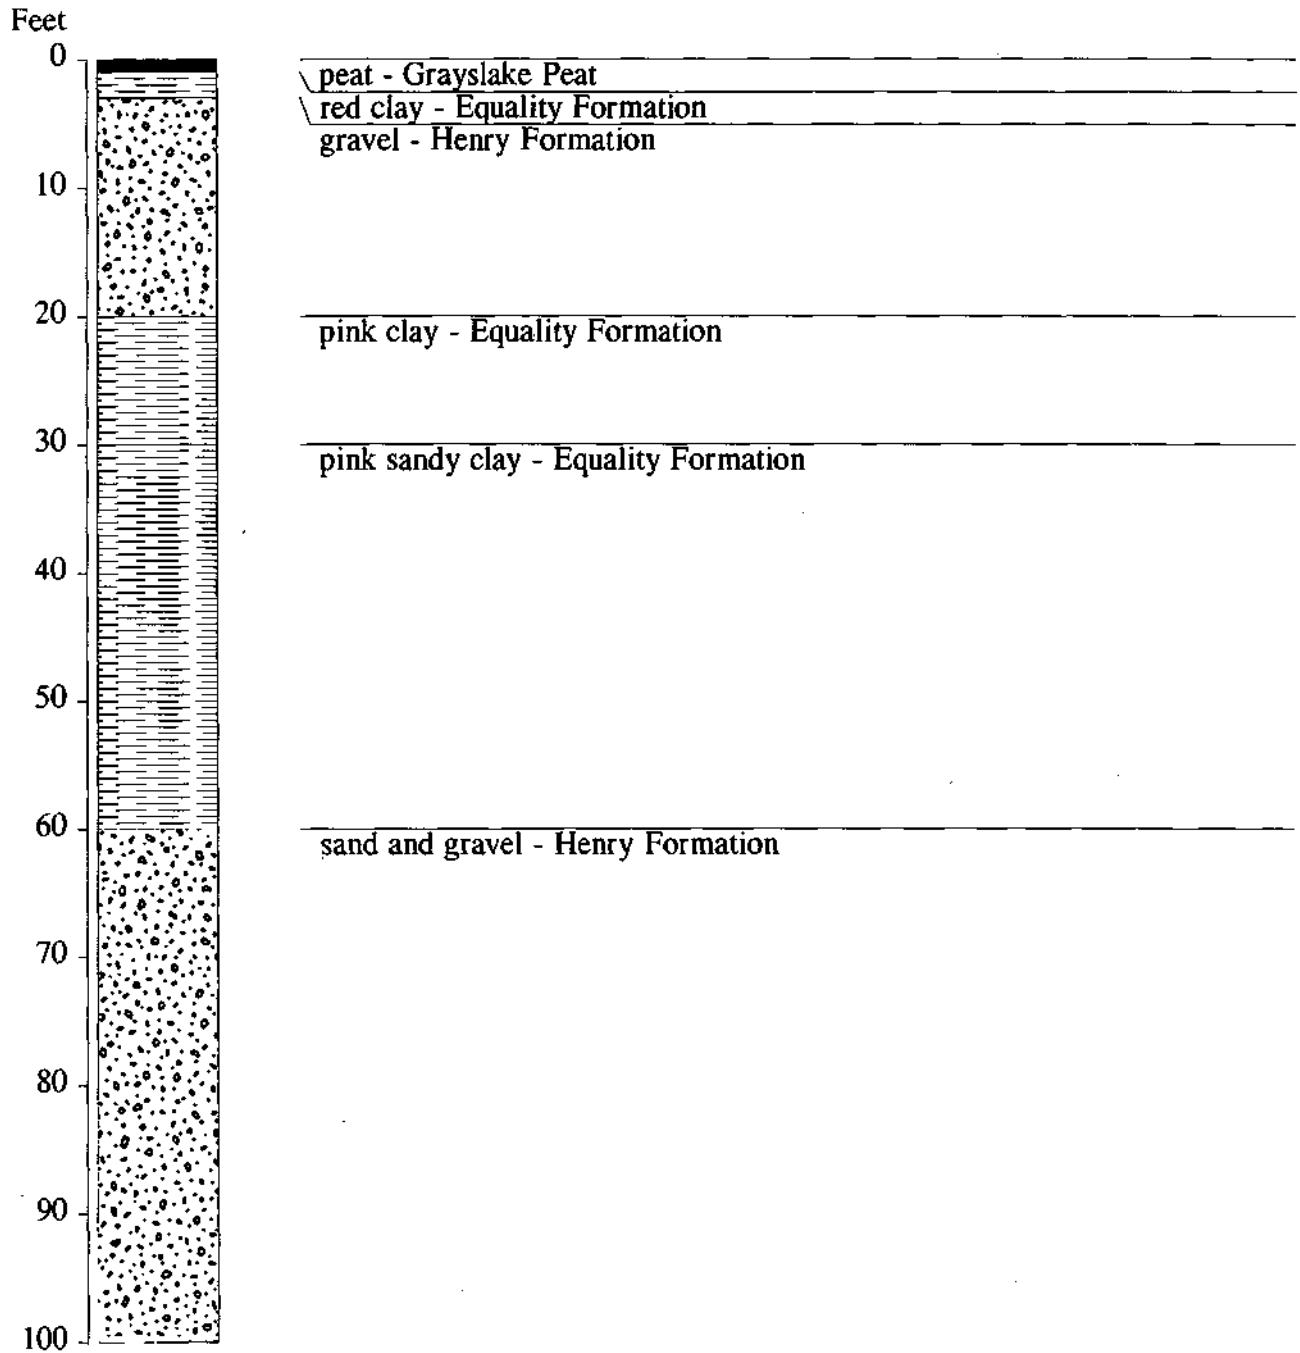 Feet
0
peat - Grayslake Peat
red clay - Equality Formation
gravel - Henry Formation
10
20
pink clay - Equality Formation
30
pink sandy clay - Equality Formation
40
50
60
sand and gravel - Henry Formation
70
80
90
100